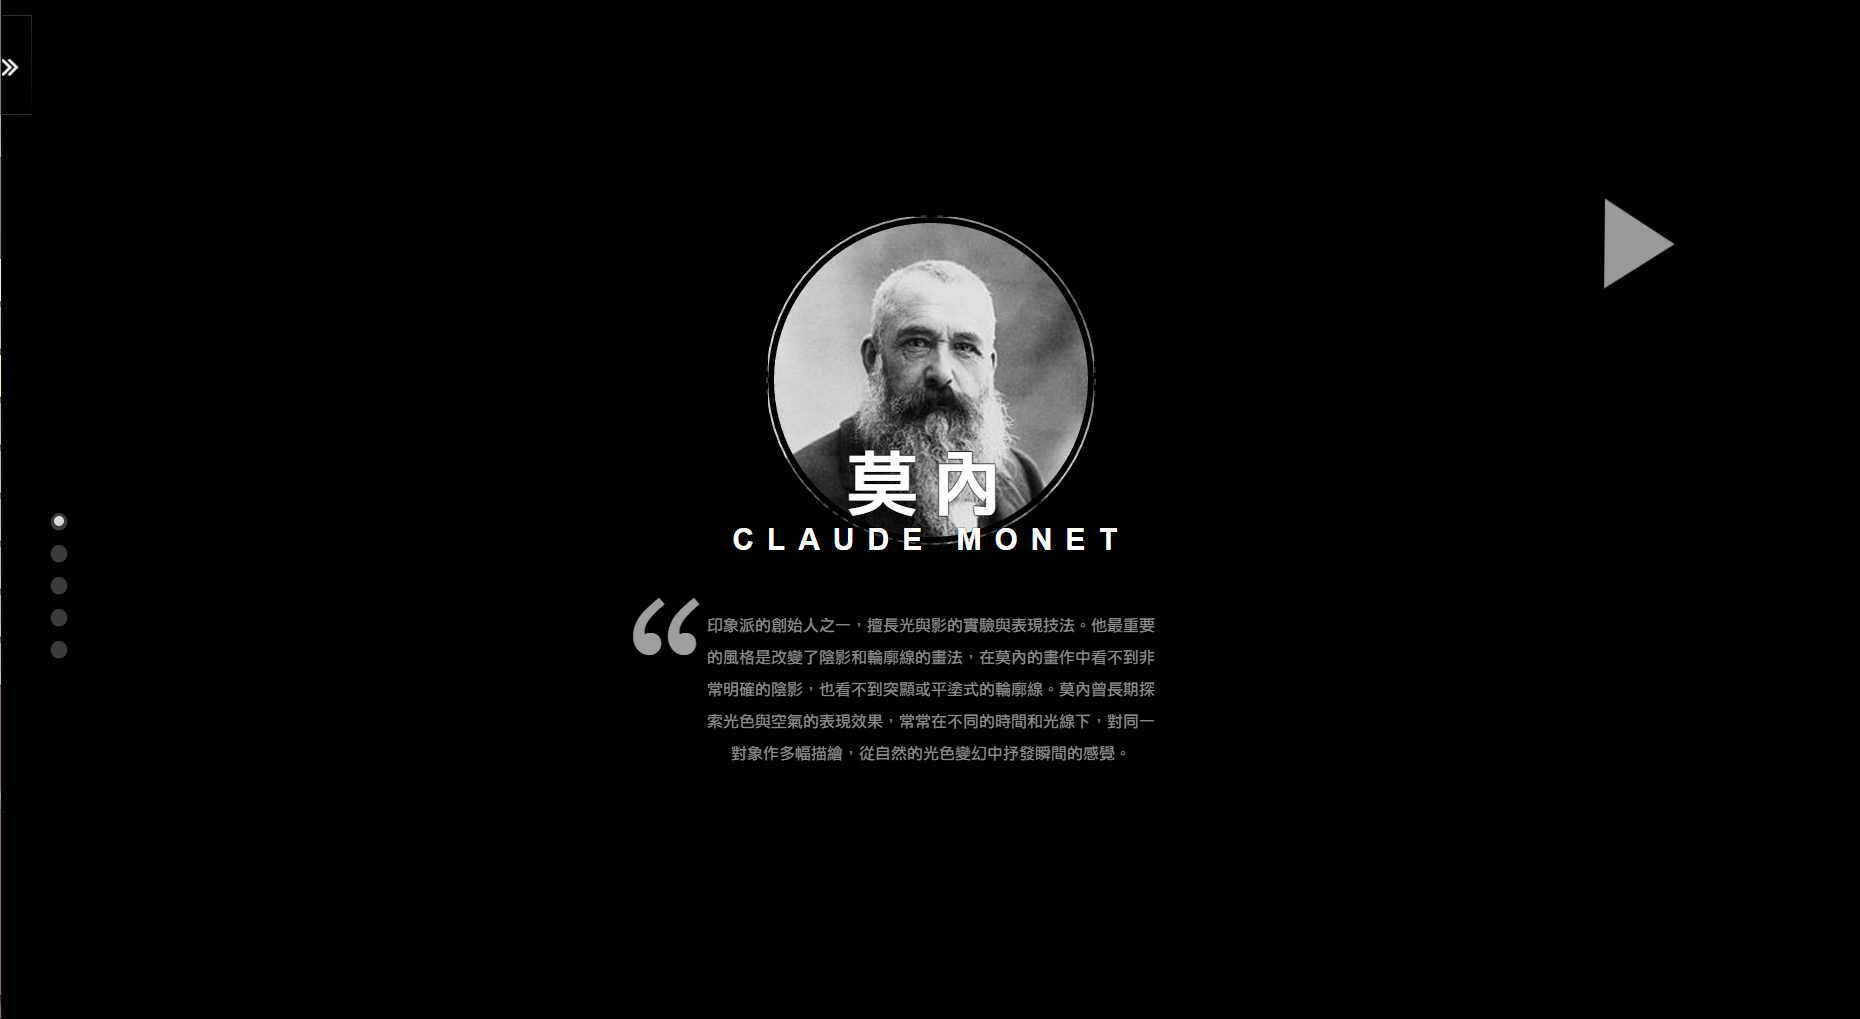 莫內
CLAUDE MONET
印象派的創始人之一，擅長光與影的實驗與表現技法。他最重要
的風格是改變了陰影和輪廓線的畫法，在莫內的畫作中看不到非
常明確的陰影，也看不到突顯或平塗式的輪廓線。莫內曾長期探
索光色與空氣的表現效果，常常在不同的時間和光線下，對同一
對象作多幅描繪，從自然的光色變幻中抒發瞬間的感覺。